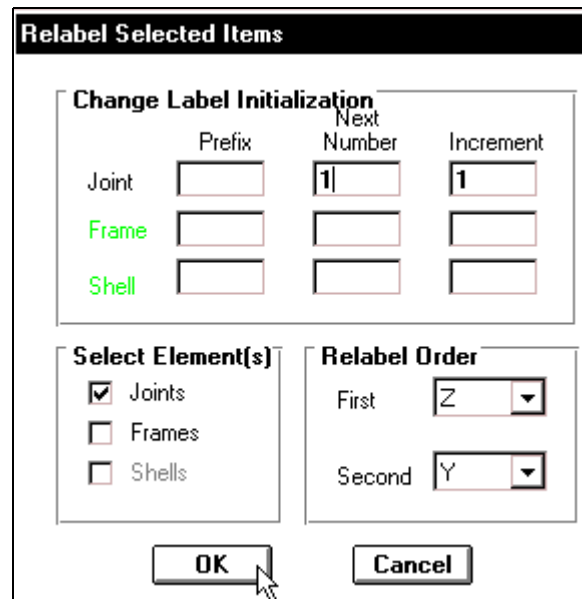 Relabel Selected Items
Change Label Initialization
Prefix Next Number Increment
Joint 1 1
Frame
Shell
Select Element(s)
Joints
Frames
Shells
Relabel Order
First Z
Second Y
OK Cancel